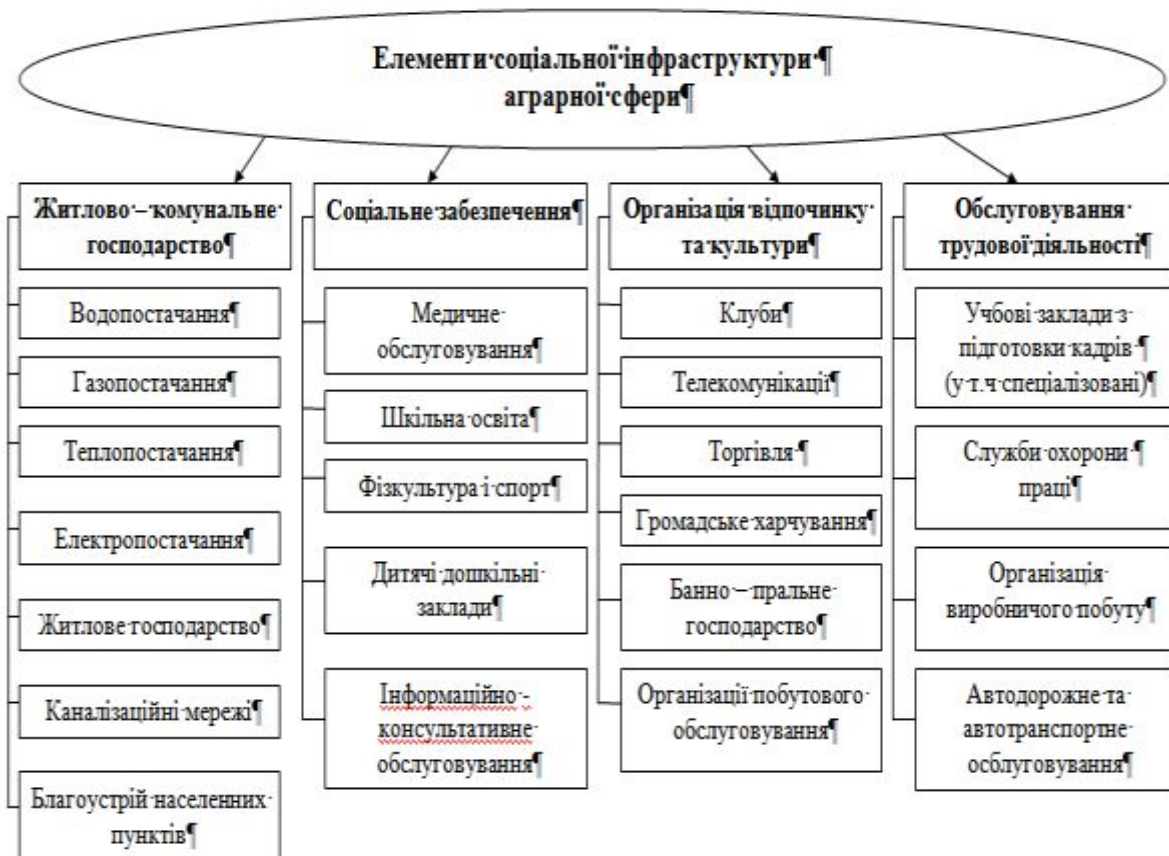 Елементи соціальної інфраструктури
аграрної сфери
Житлово – комунальне
господарство
Водопостачання
Газопостачання
Теплопостачання
Електропостачання
Житлове господарство
Каналізаційні мережі
Благоустрій населенних
пунктів
Соціальне забезпечення
Медичне
обслуговування
Шкільна освіта
Фізкультура і спорт
Дитячі дошкільні
заклади
Інформаційно -
консультативне
обслуговування
Організація відпочинку
та культури
Клуби
Телекомунікації
Торгівля
Громадське харчування
Банно – пральне
господарство
Організації побутового
обслуговування
Обслуговування
трудової діяльності
Учбові заклади з
підготовки кадрів
(у т.ч спеціалізовані)
Служби охорони
праці
Організація
виробничого побуту
Автодорожне та
автотранспортне
осблуговування